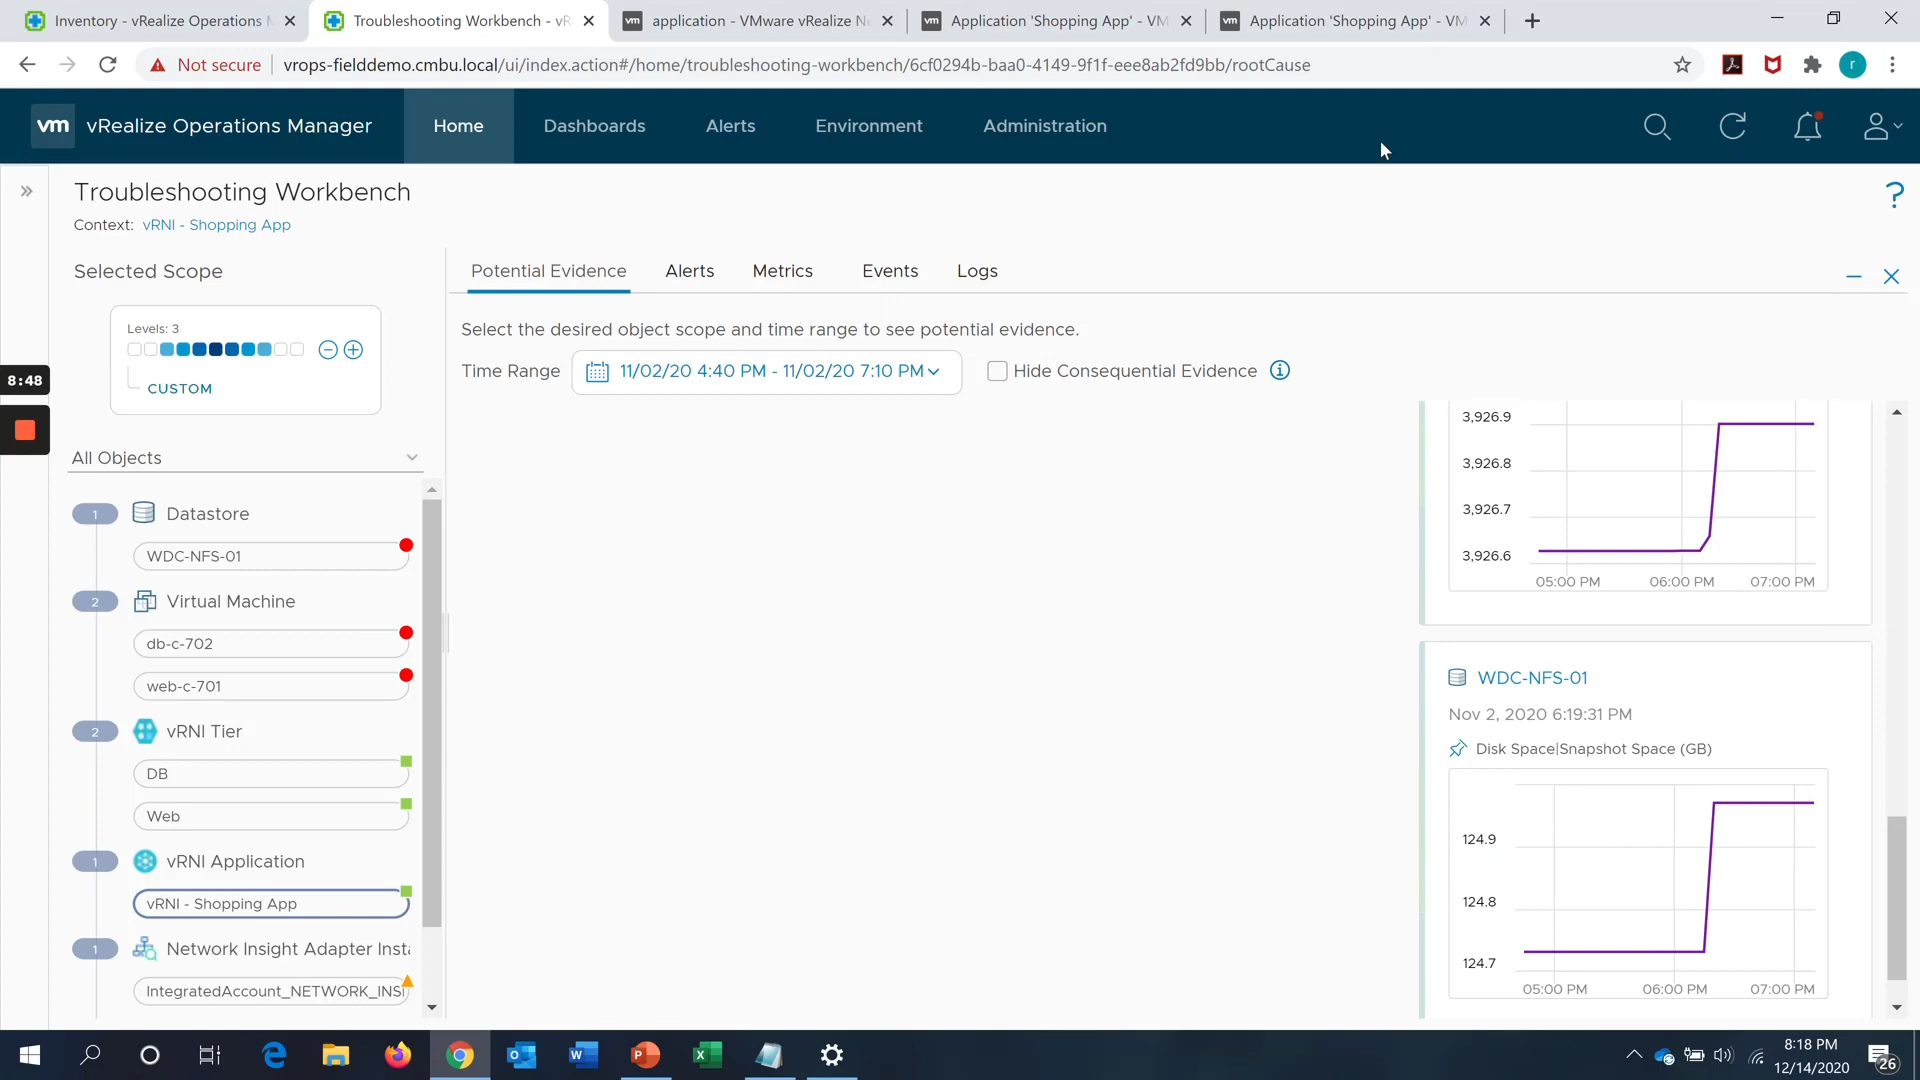 Inventory - vRealize Operations M
Troubleshooting Workbench - vR
vm application - VMware vRealize Ne
vm Application 'Shopping App' - VM
vm Application 'Shopping App' - VM
Not secure
vrops-fielddemo.cmbu.local/ui/index.action#/home/troubleshooting-workbench/6cf0294b-baa0-4149-9f1f-eee8ab2fd9bb/rootCause
r
vm vRealize Operations Manager
Home
Dashboards
Alerts
Environment
Administration
Troubleshooting Workbench
?
Context: vRNI - Shopping App
Selected Scope
Levels: 3
CUSTOM
8:48
All Objects
1 Datastore
WDC-NFS-01
2 Virtual Machine
db-c-702
web-c-701
2 vRNI Tier
DB
Web
1 vRNI Application
vRNI - Shopping App
1 Network Insight Adapter Insta
IntegratedAccount_NETWORK_INSI
Potential Evidence
Alerts
Metrics
Events
Logs
Select the desired object scope and time range to see potential evidence.
Time Range
11/02/20 4:40 PM - 11/02/20 7:10 PM
Hide Consequential Evidence
3,926.9
3,926.8
3,926.7
3,926.6
05:00 PM 06:00 PM 07:00 PM
WDC-NFS-01
Nov 2, 2020 6:19:31 PM
Disk Space|Snapshot Space (GB)
124.9
124.8
124.7
05:00 PM 06:00 PM 07:00 PM
8:18 PM
12/14/2020
26